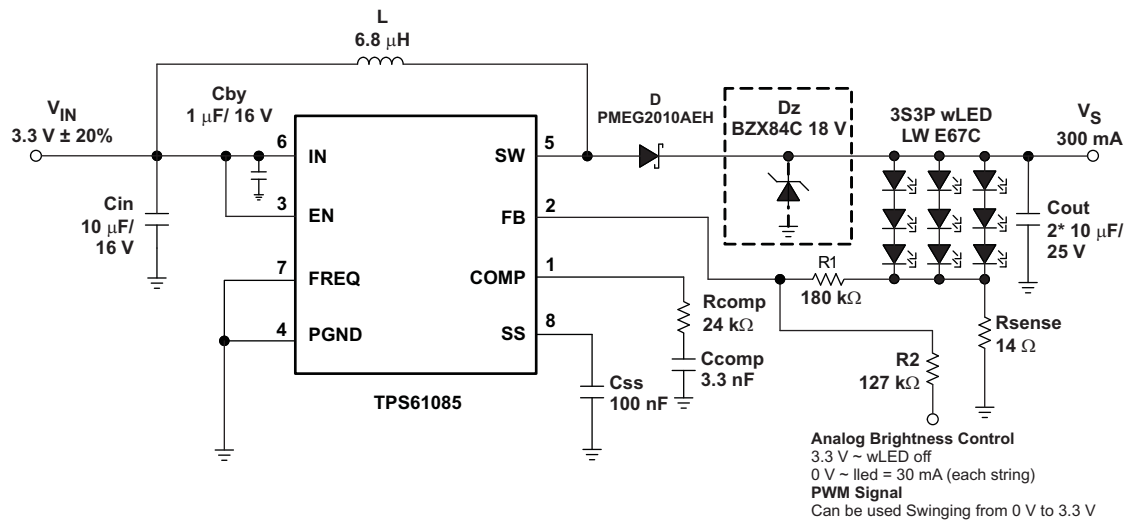 L
6.8 μH
Cby
1 μF/ 16 V
VIN
3.3 V ± 20%
Cin
10 μF/
16 V
6
IN
3
EN
7
FREQ
4
PGND
SW
5
FB
2
COMP
1
SS
8
TPS61085
D
PMEG2010AEH
Dz
BZX84C 18 V
3S3P wLED
LW E67C
VS
300 mA
Cout
2* 10 μF/
25 V
R1
180 kΩ
Rcomp
24 kΩ
Ccomp
3.3 nF
Css
100 nF
Rsense
14 Ω
R2
127 kΩ
Analog Brightness Control
3.3 V ~ wLED off
0 V ~ lled = 30 mA (each string)
PWM Signal
Can be used Swinging from 0 V to 3.3 V